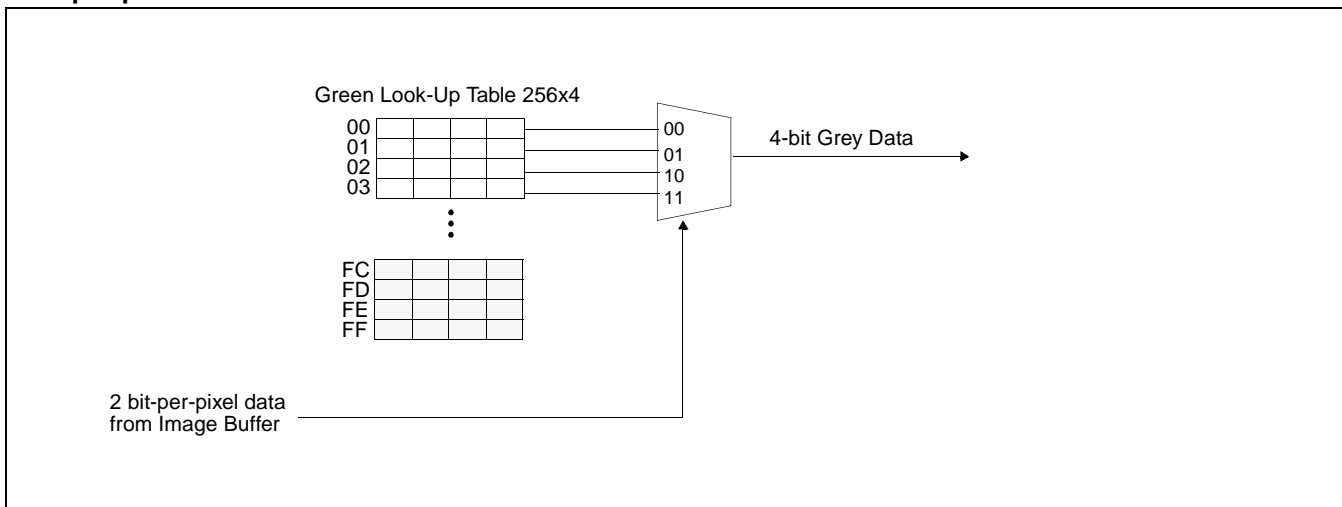 Green Look-Up Table 256x4
00
01
02
03
00
01
10
11
4-bit Grey Data
FC
FD
FE
FF
2 bit-per-pixel data
from Image Buffer